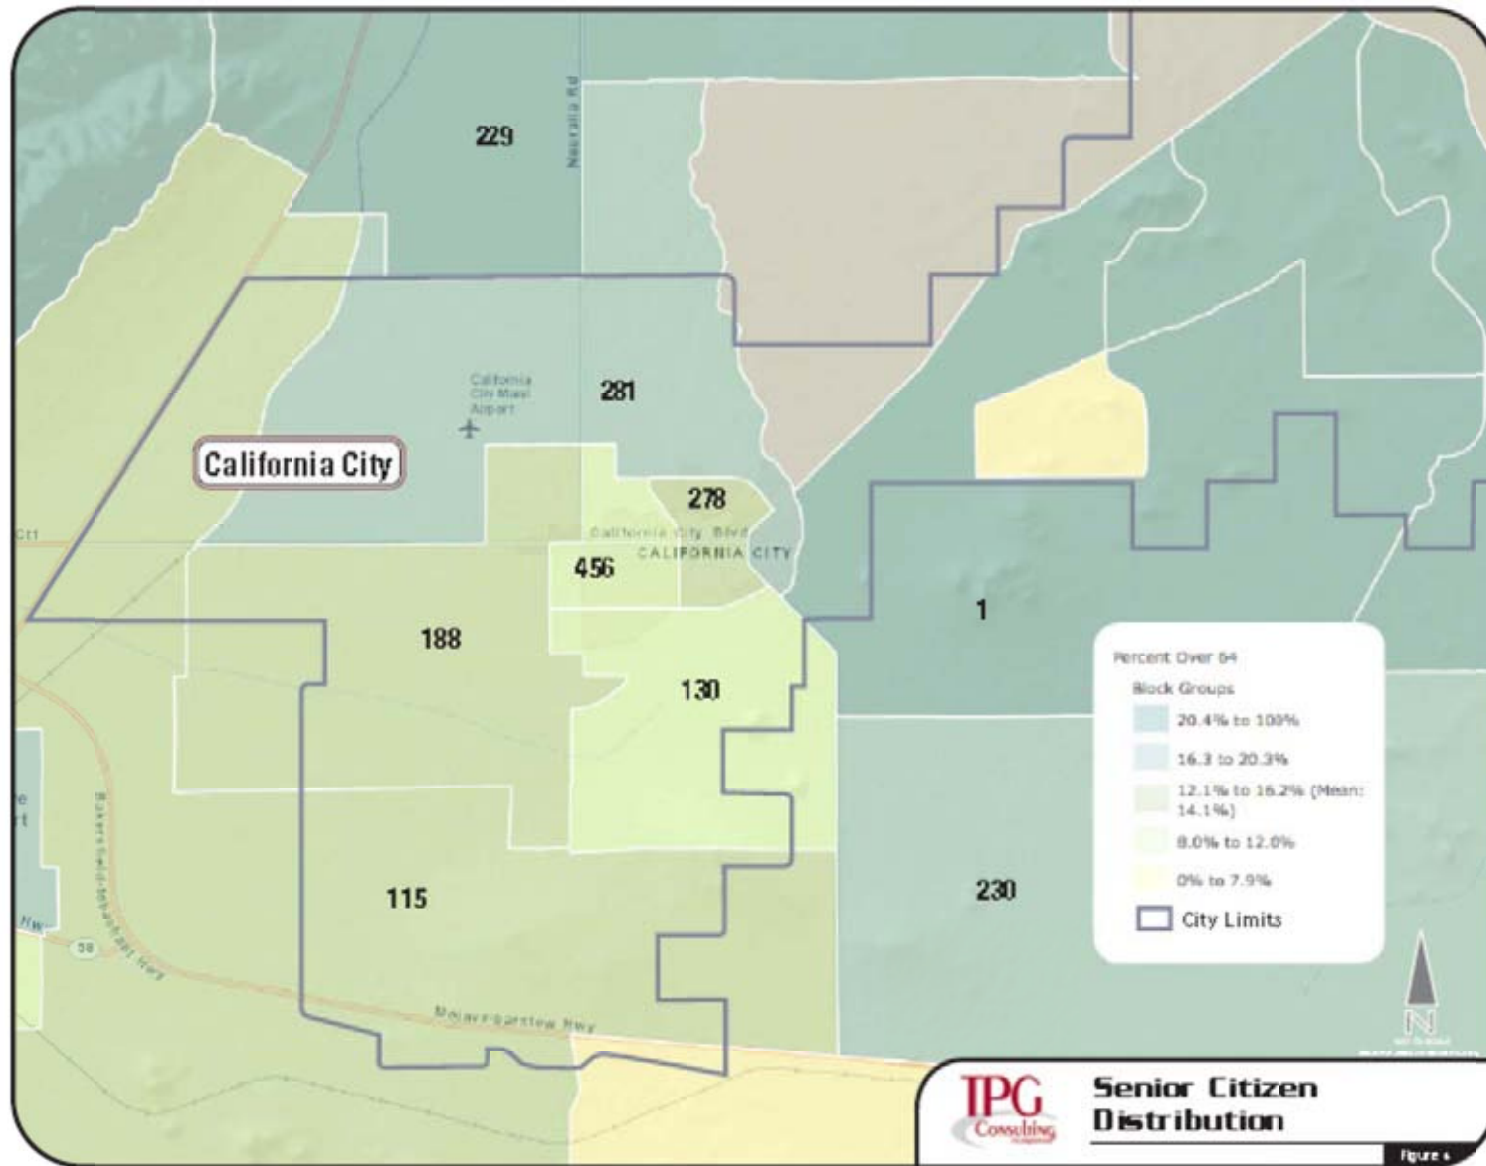 229
Neuralia Rd
California
City Muni
Airport
281
California City
278
California City Blvd
CALIFORNIA CITY
456
188
130
1
115
230
58
Hwy
Mojave-Barstow Hwy
Percent Over 64
Block Groups
20.4% to 100%
16.3 to 20.3%
12.1% to 16.2% (Mean:
14.1%)
8.0% to 12.0%
0% to 7.9%
City Limits
N
TPG
Consulting
Senior Citizen
Distribution